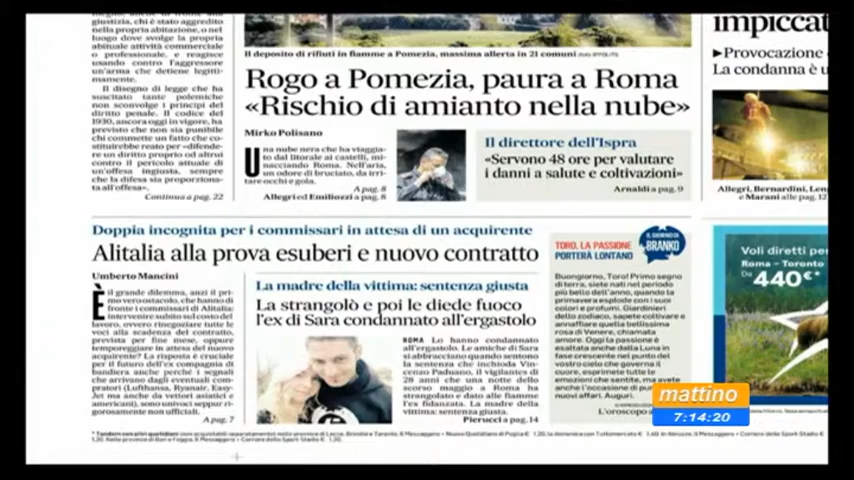 giustizia, chi è stato aggredito
nella propria abitazione, o nel
luogo dove svolge la propria
abituale attività commerciale
o professionale, e reagisce
usando contro l'aggressore
un'arma che detiene legitti-
mamente.
Il disegno di legge che ha
suscitato tante polemiche
non sconvolge i principi del
diritto penale. Il codice del
1930, ancora oggi in vigore, ha
previsto che non sia punibile
chi commette un fatto che co-
stituirebbe reato per «difende-
re un diritto proprio od altrui
contro il pericolo attuale di
un'offesa ingiusta, sempre
che la difesa sia proporziona-
ta all'offesa».
Continua a pag. 22
Il deposito di rifiuti in fiamme a Pomezia, massima allerta in 21 comuni
Rogo a Pomezia, paura a Roma
«Rischio di amianto nella nube»
Mirko Polisano
Una nube nera che ha viaggia-
to dal litorale ai castelli, mi-
nacciando Roma. Nell'aria,
un odore di bruciato, da irri-
tare occhi e gola.
A pag. 8
Allegri ed Emiliozzi a pag. 8
Il direttore dell'Ispra
«Servono 48 ore per valutare
i danni a salute e coltivazioni»
Arnaldi a pag. 9
impiccat
Provocazione
La condanna è u
Allegri, Bernardini, Len
e Marani alle pag. 12
Doppia incognita per i commissari in attesa di un acquirente
Alitalia alla prova esuberi e nuovo contratto
Umberto Mancini
È il grande dilemma, anzi il pri-
mo vero ostacolo, che hanno di
fronte i commissari di Alitalia:
intervenire subito sul costo del
lavoro, ovvero rinegoziare tutte le
voci alla scadenza del contratto,
prevista per fine mese, oppure
temporeggiare in attesa del nuovo
acquirente? La risposta è cruciale
per il futuro dell'ex compagnia di
bandiera anche perché i segnali
che arrivano dagli eventuali com-
pratori (Lufthansa, Ryanair, Easy-
Jet ma anche da vettori asiatici e
americani), sono univoci seppur ri-
gorosamente non ufficiali.
A pag. 7
La madre della vittima: sentenza giusta
La strangolò e poi le diede fuoco
l'ex di Sara condannato all'ergastolo
ROMA Lo hanno condannato
all'ergastolo. Le amiche di Sara
si abbracciano quando sentono
la sentenza che inchioda Vin-
cenzo Paduano, il vigilantes di
28 anni che una notte dello
scorso maggio a Roma ha
strangolato e dato alle fiamme
l'ex fidanzata. La madre della
vittima: sentenza giusta.
Pierucci a pag. 14
TORO, LA PASSIONE
PORTERÀ LONTANO
IL GIORNO DI
BRANKO
Buongiorno, Toro! Primo segno
di terra, siete nati nel periodo
più bello dell'anno, quando la
primavera esplode con i suoi
colori e profumi. Giardinieri
dello zodiaco, sapete coltivare e
annaffiare quella bellissima
rosa di Venere, chiamata
amore. Oggi la passione è
esaltata anche dalla Luna in
fase crescente nel punto del
vostro cielo che governa il
cuore, esprimete tutte le
emozioni che sentite, ma avete
anche l'occasione di pun
nuovi affari. Auguri.
L'oroscopo a
Voli diretti per
Roma – Toronto
Da
440€*
mattino
7:14:20